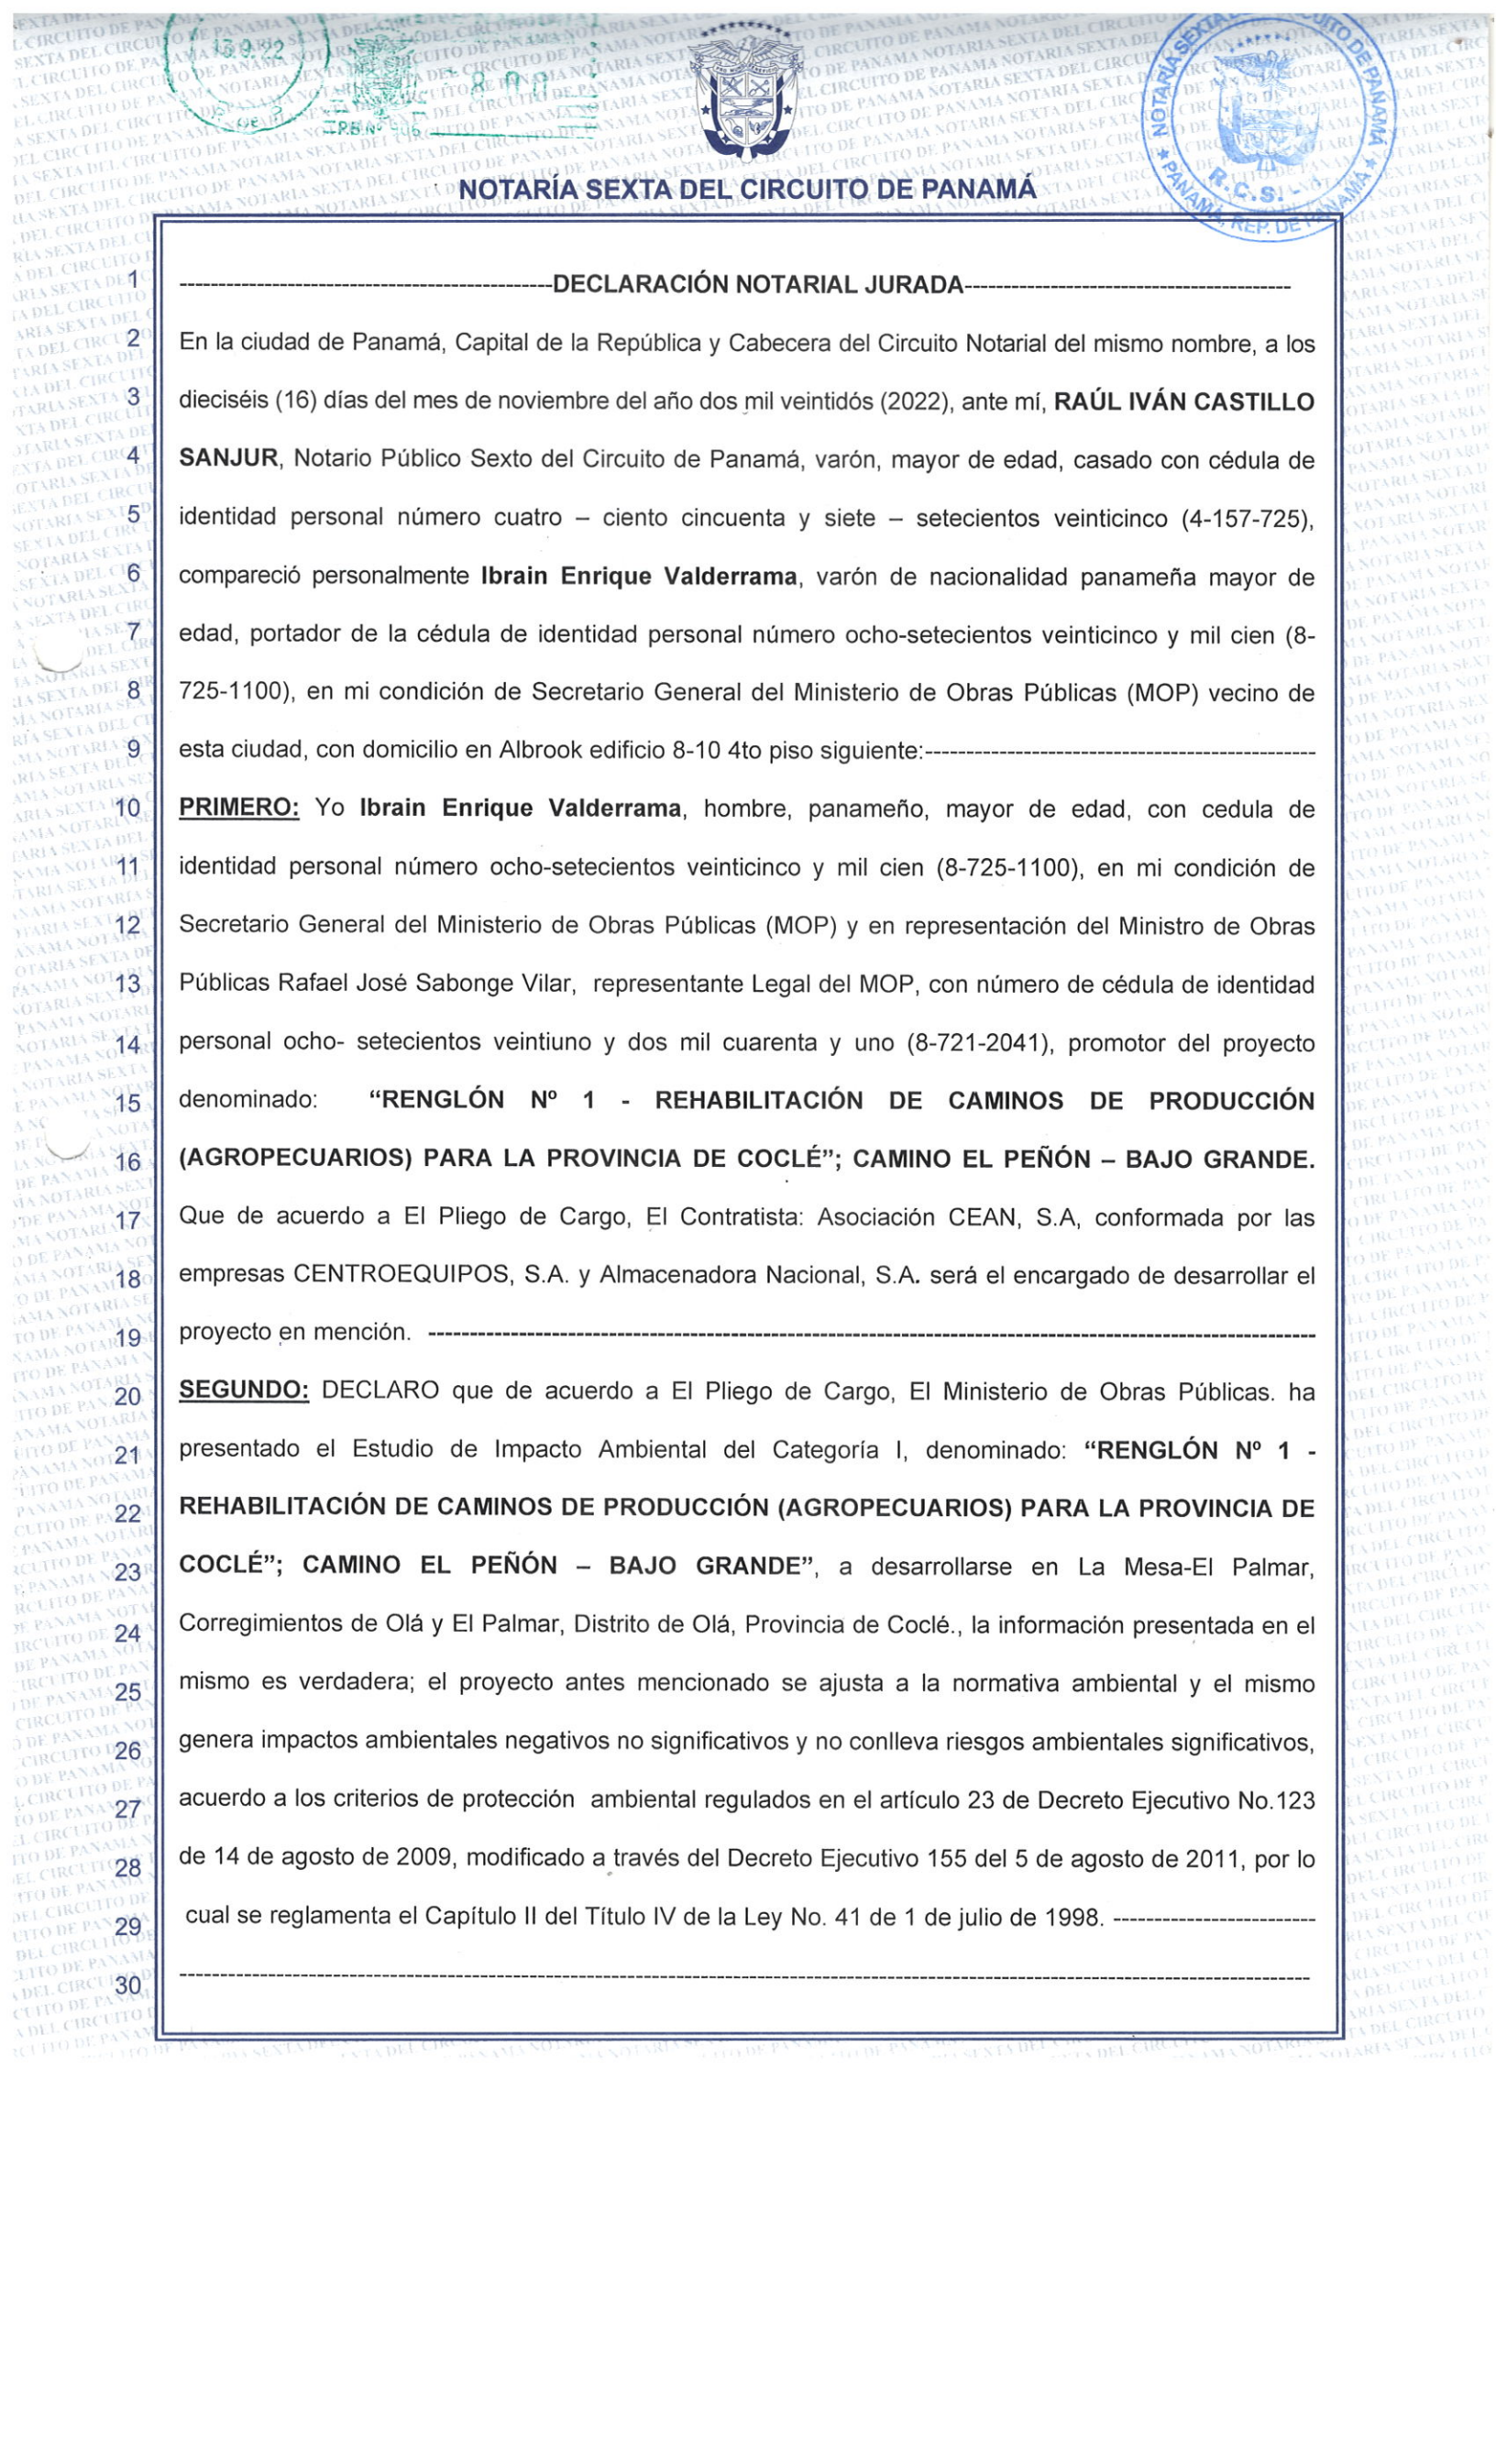 13.9.22
NOTARÍA SEXTA DEL CIRCUITO DE PANAMÁ
R.C.S.
PANAMÁ, REP. DE PANAMÁ
NOTARÍA SEXTA DEL CIRCUITO DE PANAMÁ
1 ------------------------------------------------DECLARACIÓN NOTARIAL JURADA------------------------------------------
2 En la ciudad de Panamá, Capital de la República y Cabecera del Circuito Notarial del mismo nombre, a los
3 dieciséis (16) días del mes de noviembre del año dos mil veintidós (2022), ante mí, RAÚL IVÁN CASTILLO
4 SANJUR, Notario Público Sexto del Circuito de Panamá, varón, mayor de edad, casado con cédula de
5 identidad personal número cuatro – ciento cincuenta y siete – setecientos veinticinco (4-157-725),
6 compareció personalmente Ibrain Enrique Valderrama, varón de nacionalidad panameña mayor de
7 edad, portador de la cédula de identidad personal número ocho-setecientos veinticinco y mil cien (8-
8 725-1100), en mi condición de Secretario General del Ministerio de Obras Públicas (MOP) vecino de
9 esta ciudad, con domicilio en Albrook edificio 8-10 4to piso siguiente:--------------------------------------------------
10 PRIMERO: Yo Ibrain Enrique Valderrama, hombre, panameño, mayor de edad, con cedula de
11 identidad personal número ocho-setecientos veinticinco y mil cien (8-725-1100), en mi condición de
12 Secretario General del Ministerio de Obras Públicas (MOP) y en representación del Ministro de Obras
13 Públicas Rafael José Sabonge Vilar, representante Legal del MOP, con número de cédula de identidad
14 personal ocho- setecientos veintiuno y dos mil cuarenta y uno (8-721-2041), promotor del proyecto
15 denominado: “RENGLÓN Nº 1 - REHABILITACIÓN DE CAMINOS DE PRODUCCIÓN
16 (AGROPECUARIOS) PARA LA PROVINCIA DE COCLÉ”; CAMINO EL PEÑÓN – BAJO GRANDE.
17 Que de acuerdo a El Pliego de Cargo, El Contratista: Asociación CEAN, S.A, conformada por las
18 empresas CENTROEQUIPOS, S.A. y Almacenadora Nacional, S.A. será el encargado de desarrollar el
19 proyecto en mención. ----------------------------------------------------------------------------------------------------
20 SEGUNDO: DECLARO que de acuerdo a El Pliego de Cargo, El Ministerio de Obras Públicas. ha
21 presentado el Estudio de Impacto Ambiental del Categoría I, denominado: “RENGLÓN Nº 1 -
22 REHABILITACIÓN DE CAMINOS DE PRODUCCIÓN (AGROPECUARIOS) PARA LA PROVINCIA DE
23 COCLÉ”; CAMINO EL PEÑÓN – BAJO GRANDE”, a desarrollarse en La Mesa-El Palmar,
24 Corregimientos de Olá y El Palmar, Distrito de Olá, Provincia de Coclé., la información presentada en el
25 mismo es verdadera; el proyecto antes mencionado se ajusta a la normativa ambiental y el mismo
26 genera impactos ambientales negativos no significativos y no conlleva riesgos ambientales significativos,
27 acuerdo a los criterios de protección ambiental regulados en el artículo 23 de Decreto Ejecutivo No.123
28 de 14 de agosto de 2009, modificado a través del Decreto Ejecutivo 155 del 5 de agosto de 2011, por lo
29 cual se reglamenta el Capítulo II del Título IV de la Ley No. 41 de 1 de julio de 1998. -------------------------
30 ------------------------------------------------------------------------------------------------------------------------